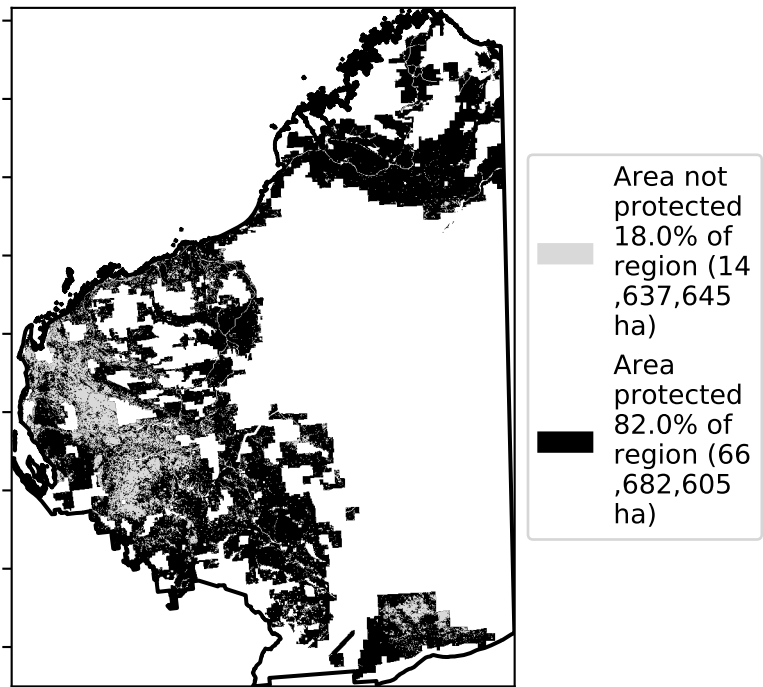 Area not
protected
18.0% of
region (14
,637,645
ha)
Area
protected
82.0% of
region (66
,682,605
ha)